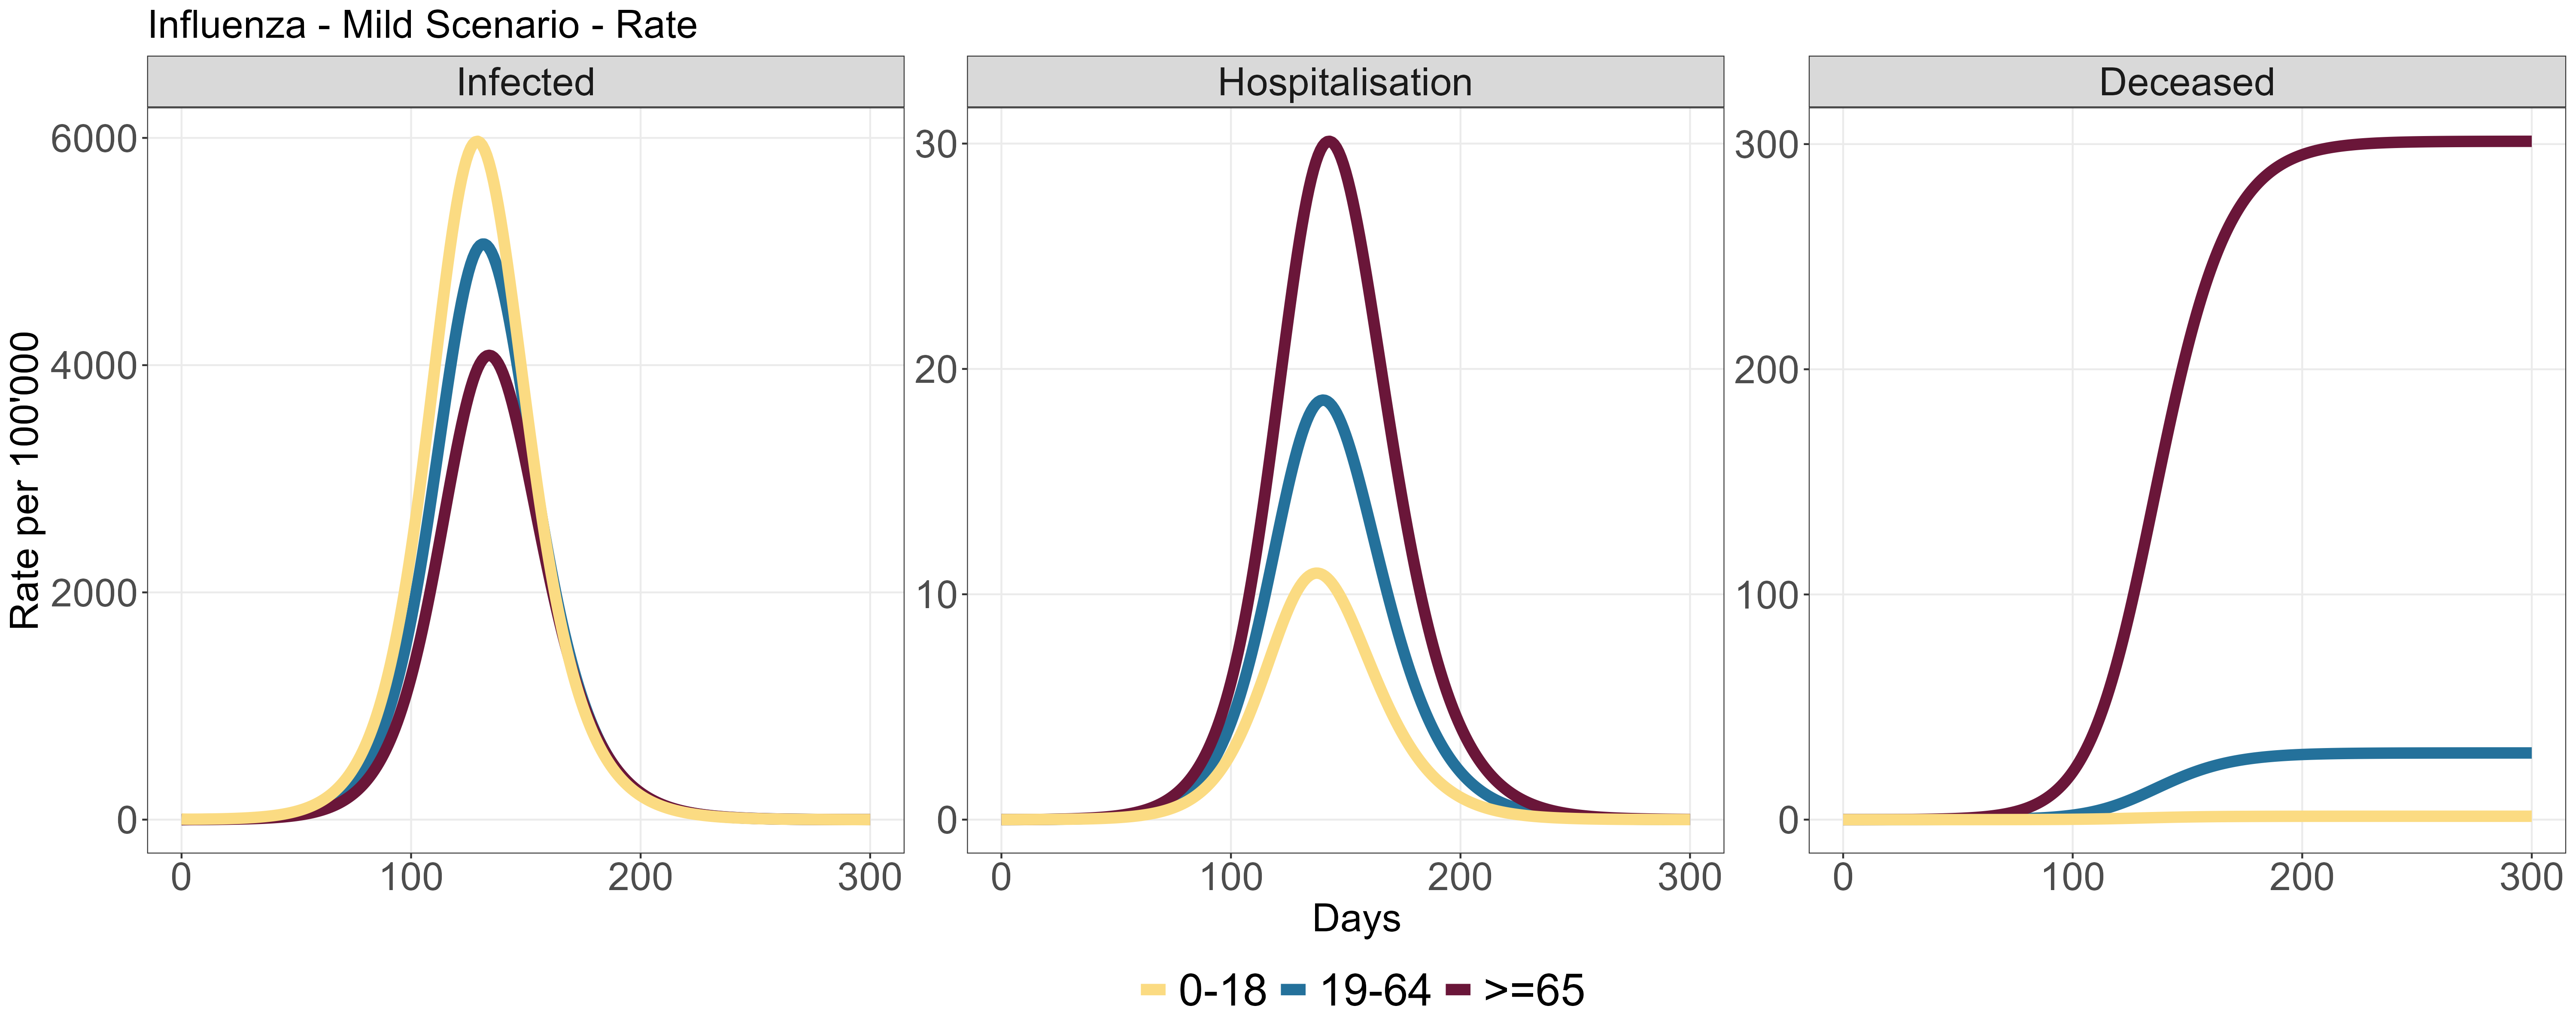 Influenza - Mild Scenario - Rate
Infected
Hospitalisation
Deceased
Rate per 100'000
6000
4000
2000
0
30
20
10
0
300
200
100
0
0 100 200 300
0 100 200 300
0 100 200 300
Days
0-18 19-64 >=65